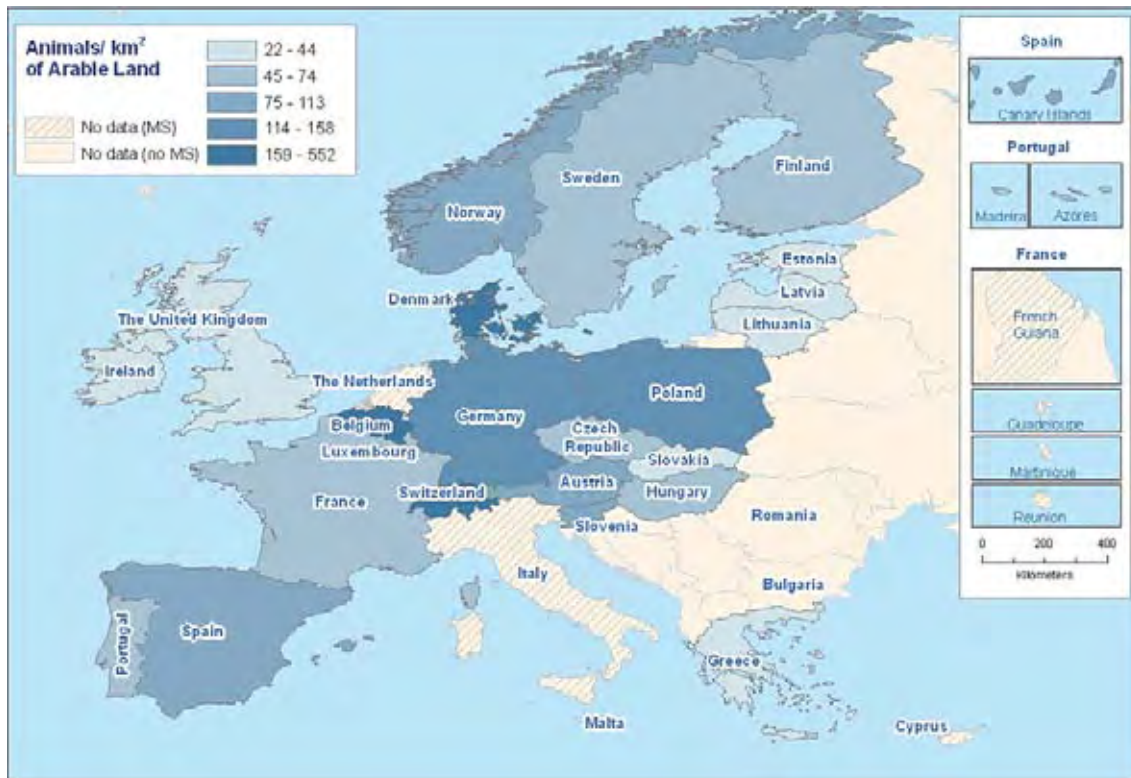 Animals/ km²
of Arable Land
22 - 44
45 - 74
75 - 113
114 - 158
159 - 552
No data (MS)
No data (no MS)
Spain
Canary Islands
Portugal
Madeira
Azores
France
French
Guiana
Guadeloupe
Martinique
Reunion
0 200 400
Kilometers
Finland
Sweden
Norway
Estonia
Latvia
Lithuania
Denmark
The United Kingdom
Ireland
The Netherlands
Poland
Germany
Belgium
Czech
Republic
Luxembourg
Slovakia
Austria
Switzerland
Hungary
France
Romania
Slovenia
Italy
Bulgaria
Spain
Portugal
Greece
Malta
Cyprus